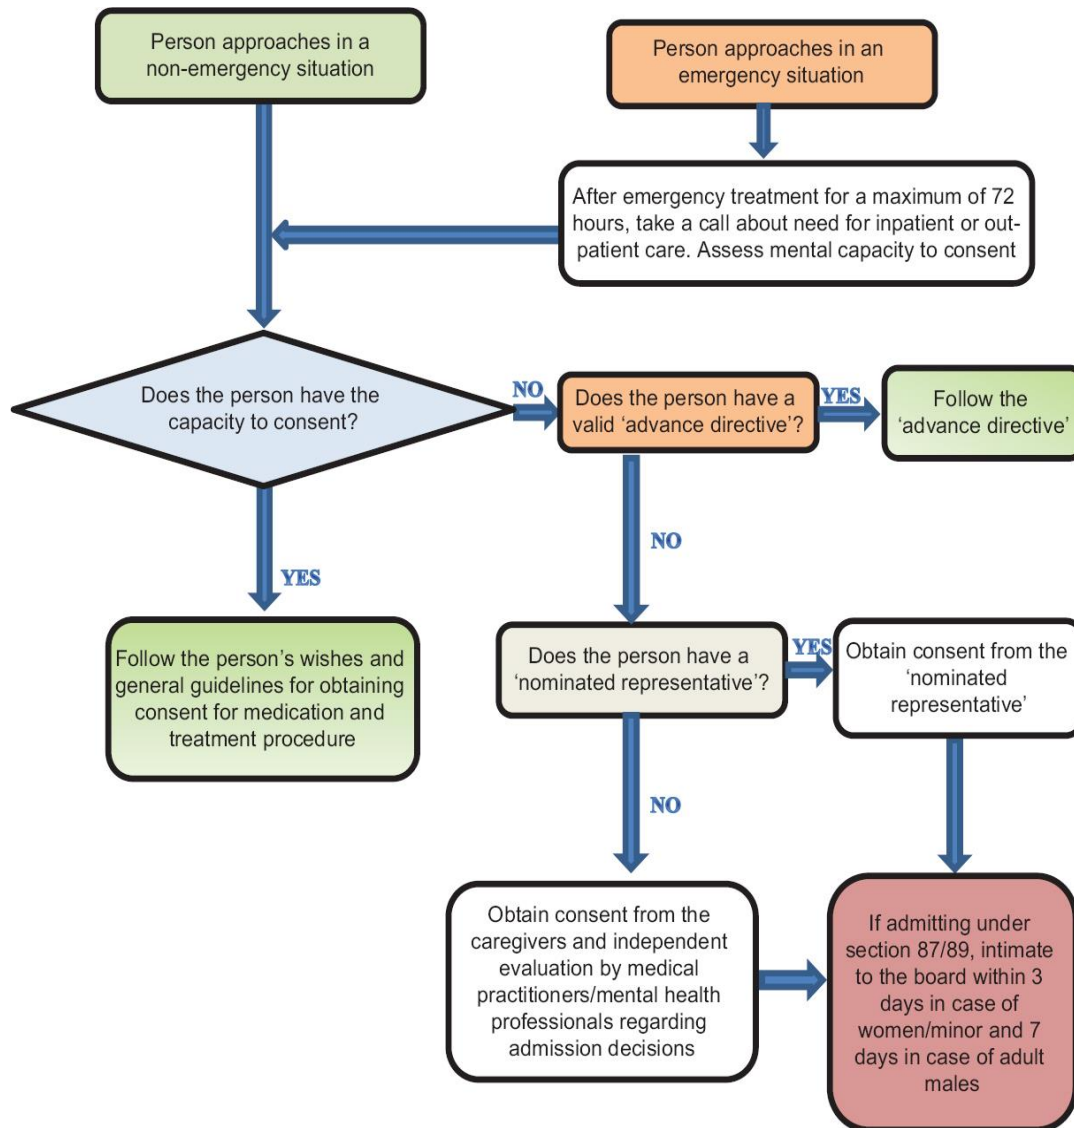 Person approaches in a
non-emergency situation
Person approaches in an
emergency situation
After emergency treatment for a maximum of 72
hours, take a call about need for inpatient or out-
patient care. Assess mental capacity to consent
Does the person have the
capacity to consent?
NO
Does the person have a
valid ‘advance directive’?
YES
Follow the
‘advance directive’
YES
NO
Follow the person’s wishes and
general guidelines for obtaining
consent for medication and
treatment procedure
Does the person have a
‘nominated representative’?
YES
Obtain consent from the
‘nominated
representative’
NO
Obtain consent from the
caregivers and independent
evaluation by medical
practitioners/mental health
professionals regarding
admission decisions
If admitting under
section 87/89, intimate
to the board within 3
days in case of
women/minor and 7
days in case of adult
males